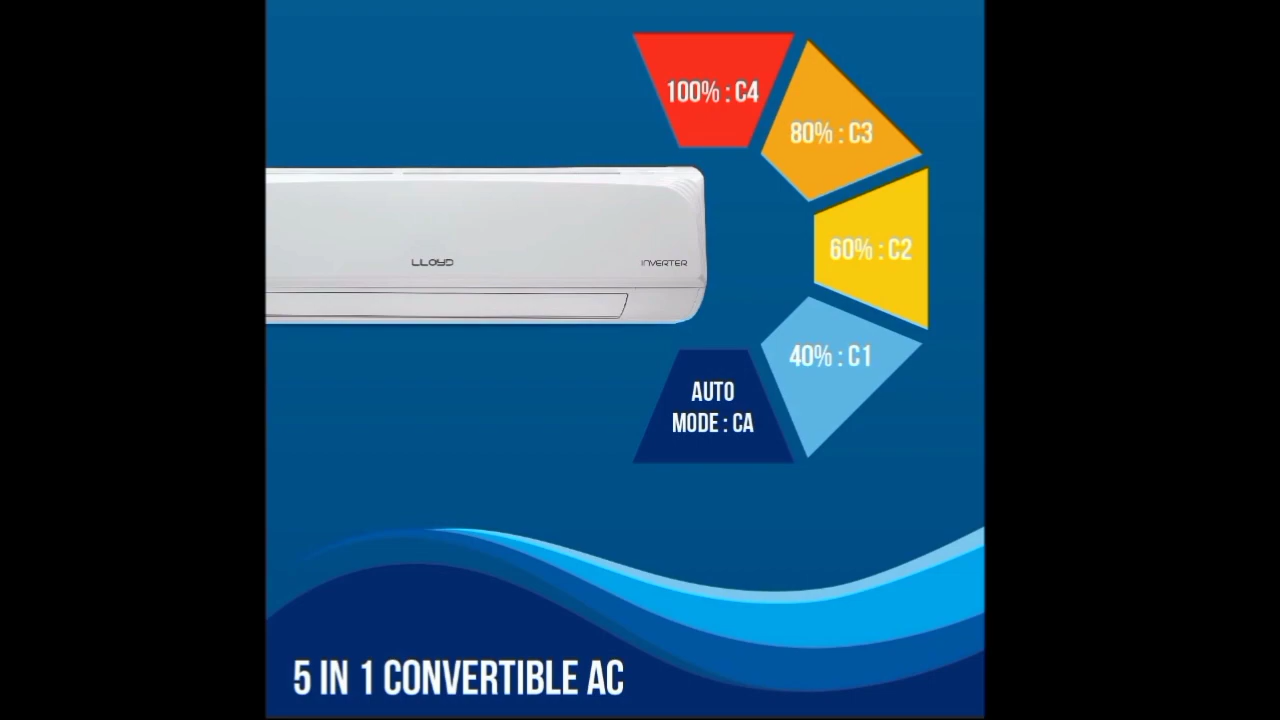 100% : C4
80% : C3
60% : C2
LLOYD
INVERTER
40% : C1
AUTO
MODE : CA
5 IN 1 CONVERTIBLE AC